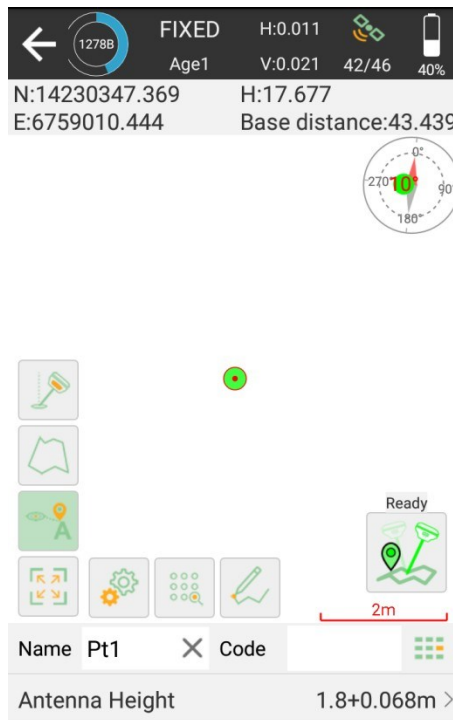 1278B FIXED H:0.011
Age1 V:0.021 42/46 40%
N:14230347.369 H:17.677
E:6759010.444 Base distance:43.439
0°
270° 10° 90
180°
A
Ready
2m
Name Pt1 Code
Antenna Height 1.8+0.068m